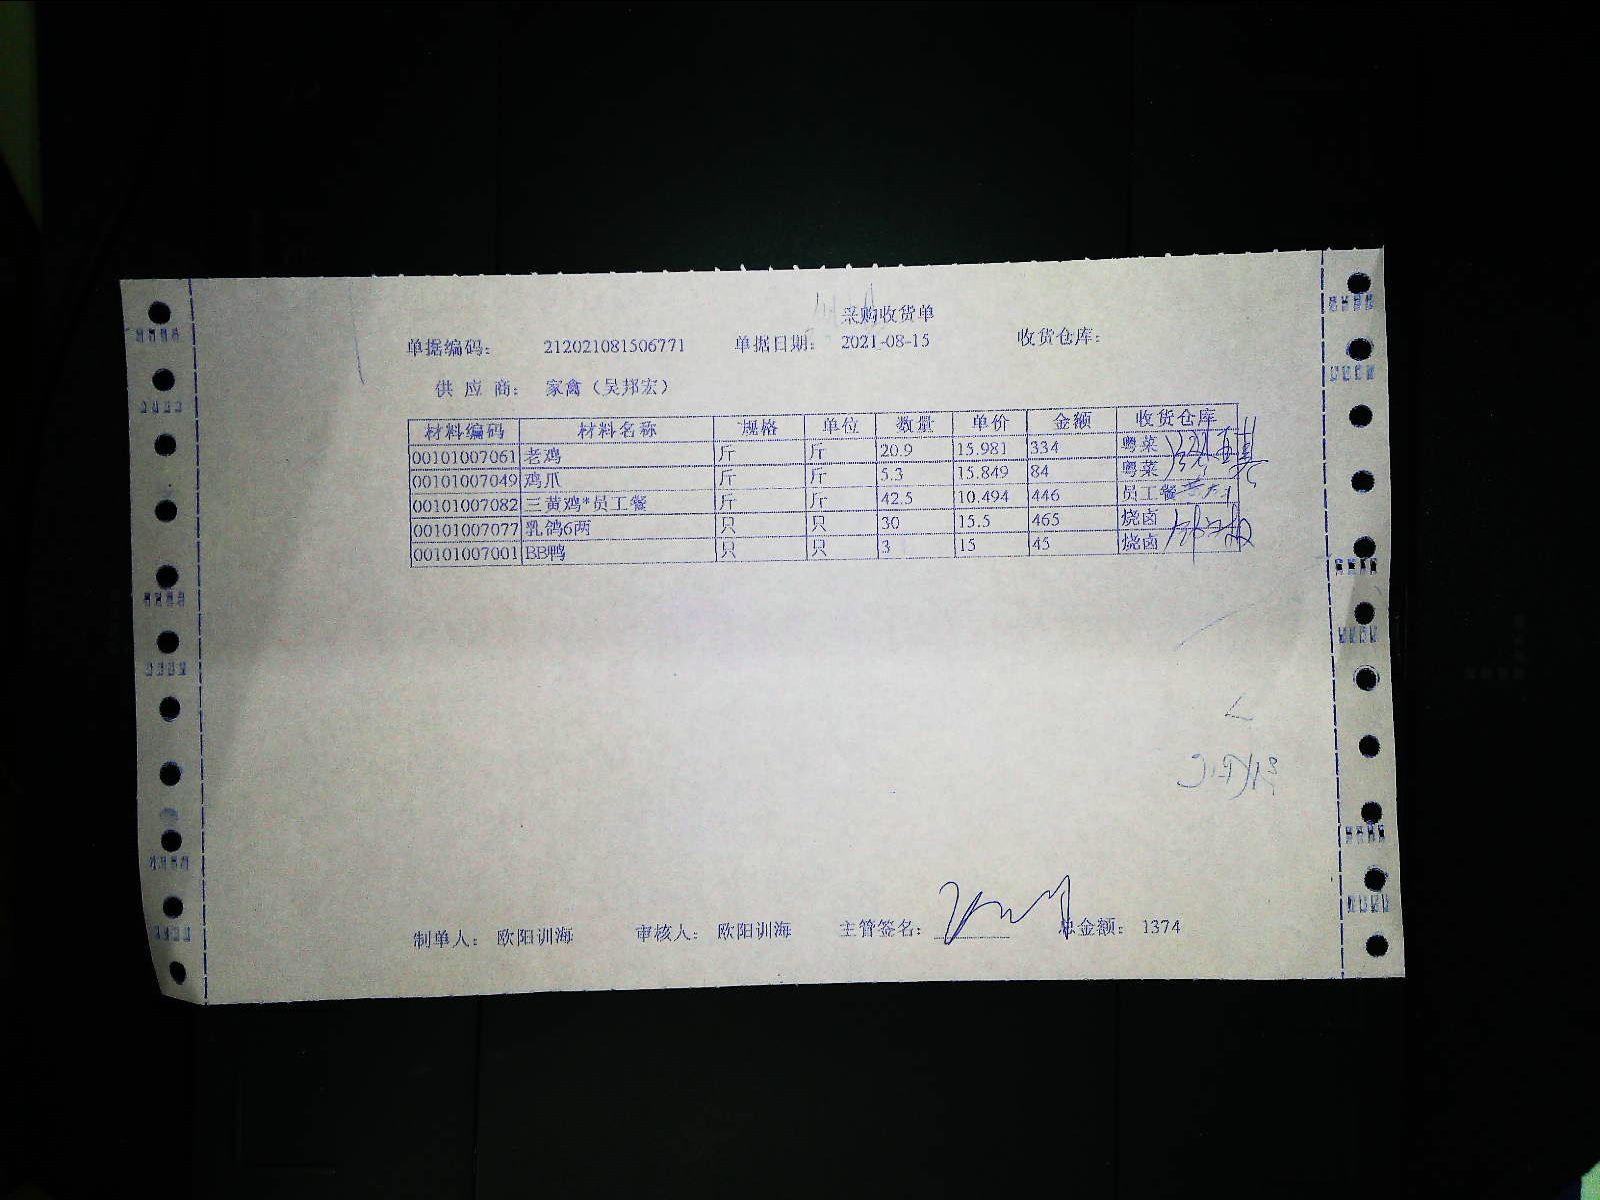 采购收货单
单据编码： 212021081506771 单据日期： 2021-08-15 收货仓库：
供 应 商： 家禽（吴邦宏）
材料编码 材料名称 规格 单位 数量 单价 金额 收货仓库
00101007061 老鸡 斤 斤 20.9 15.981 334 粤菜
00101007049 鸡爪 斤 斤 5.3 15.849 84 粤菜
00101007082 三黄鸡*员工餐 斤 斤 42.5 10.494 446 员工餐
00101007077 乳鸽6两 只 只 30 15.5 465 烧卤
00101007001 BB鸭 只 只 3 15 45 烧卤
制单人： 欧阳训海 审核人： 欧阳训海 主管签名： 总金额： 1374